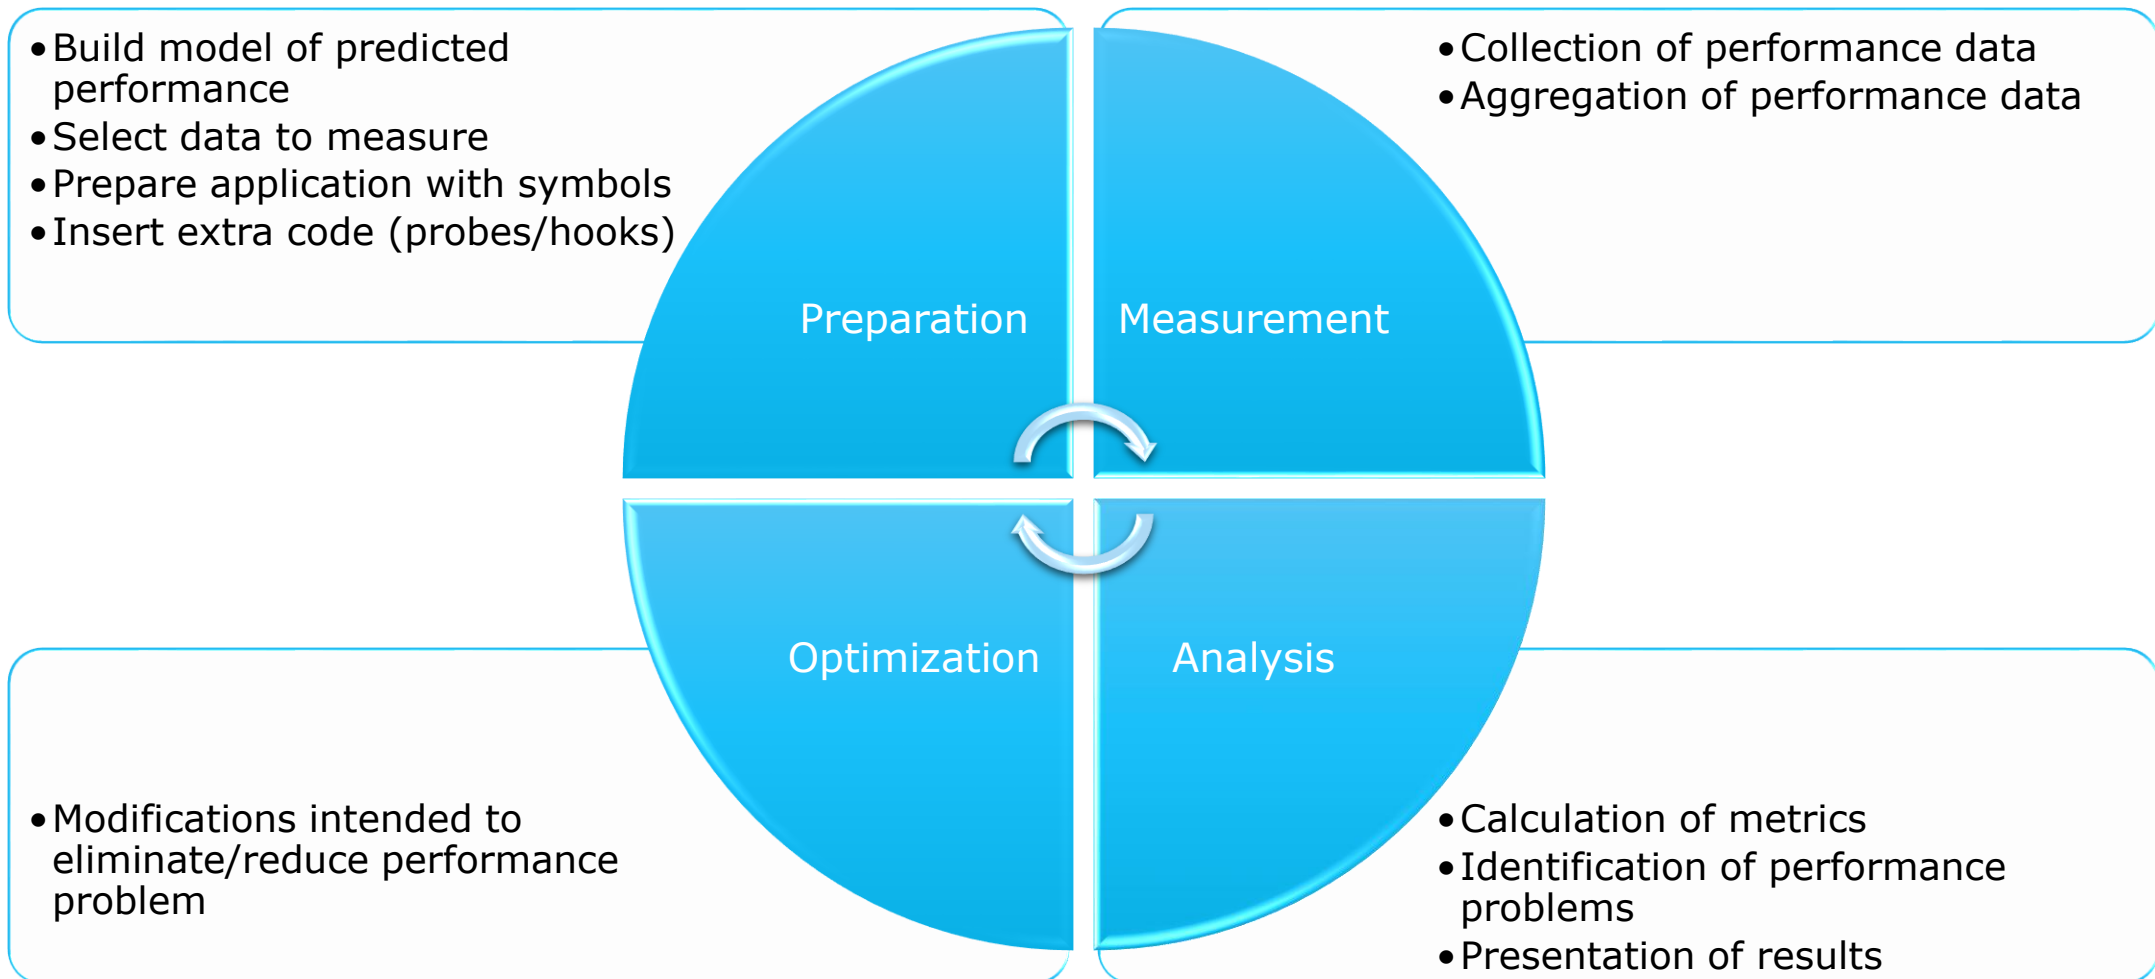 •Build model of predicted
performance
•Select data to measure
•Prepare application with symbols
•Insert extra code (probes/hooks)
•Collection of performance data
•Aggregation of performance data
Preparation
Measurement
Optimization
Analysis
•Modifications intended to
eliminate/reduce performance
problem
•Calculation of metrics
•Identification of performance
problems
•Presentation of results